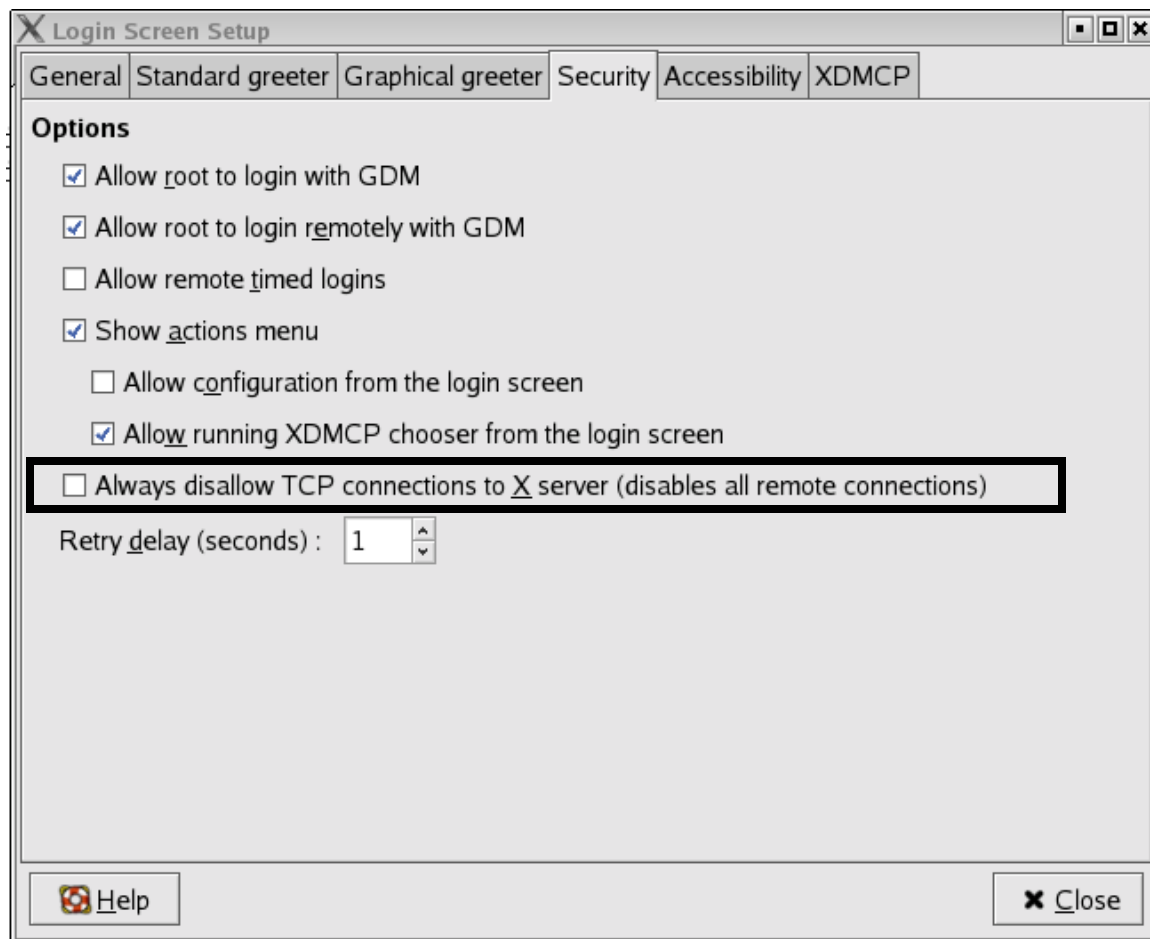 Login Screen Setup
General Standard greeter Graphical greeter Security Accessibility XDMCP
Options
Allow root to login with GDM
Allow root to login remotely with GDM
Allow remote timed logins
Show actions menu
Allow configuration from the login screen
Allow running XDMCP chooser from the login screen
Always disallow TCP connections to X server (disables all remote connections)
Retry delay (seconds) : 1
Help Close